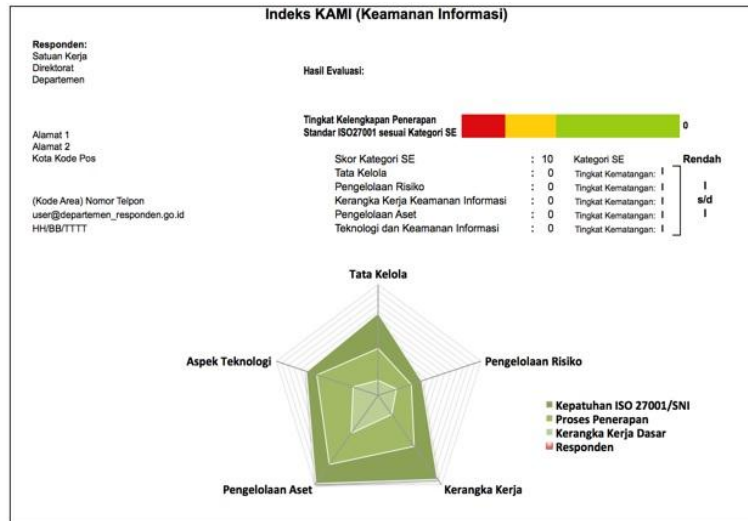 Indeks KAMI (Keamanan Informasi)
Responden:
Satuan Kerja
Direktorat
Departemen
Alamat 1
Alamat 2
Kota Kode Pos
(Kode Area) Nomor Telpon
user@departemen_responden.go.id
HH/BB/TTTT
Hasil Evaluasi:
Tingkat Kelengkapan Penerapan
Standar ISO27001 sesuai Kategori SE 0
Skor Kategori SE : 10 Kategori SE Rendah
Tata Kelola : 0 Tingkat Kematangan: I
Pengelolaan Risiko : 0 Tingkat Kematangan: I I
Kerangka Kerja Keamanan Informasi : 0 Tingkat Kematangan: I s/d
Pengelolaan Aset : 0 Tingkat Kematangan: I I
Teknologi dan Keamanan Informasi : 0 Tingkat Kematangan: I
Tata Kelola
Aspek Teknologi
Pengelolaan Risiko
Pengelolaan Aset
Kerangka Kerja
Kepatuhan ISO 27001/SNI
Proses Penerapan
Kerangka Kerja Dasar
Responden